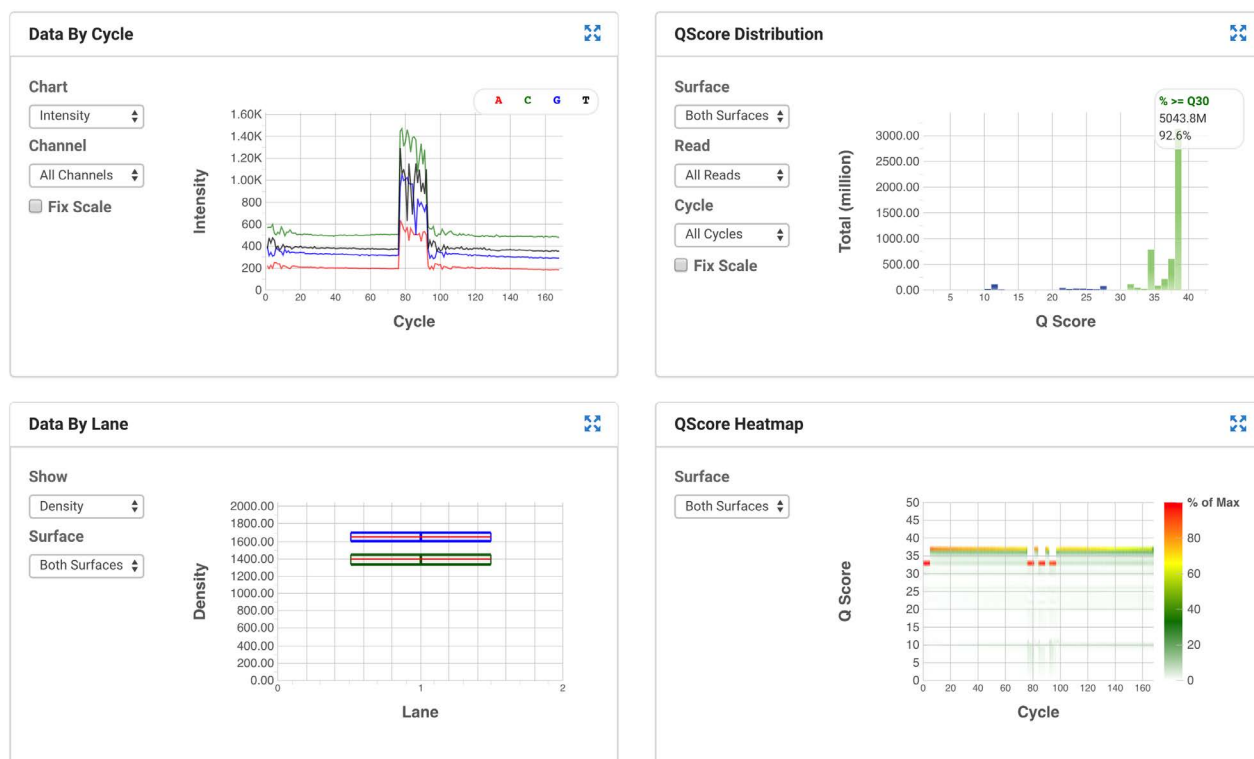 Data By Cycle
Chart
Intensity
Channel
All Channels
Fix Scale
A C G T
Intensity
1.60K
1.40K
1.20K
1.00K
800
600
400
200
0
0 20 40 60 80 100 120 140 160
Cycle
QScore Distribution
Surface
Both Surfaces
Read
All Reads
Cycle
All Cycles
Fix Scale
% >= Q30
5043.8M
92.6%
Total (million)
3000.00
2500.00
2000.00
1500.00
1000.00
500.00
0.00
5 10 15 20 25 30 35 40
Q Score
Data By Lane
Show
Density
Surface
Both Surfaces
Density
2000.00
1800.00
1600.00
1400.00
1200.00
1000.00
800.00
600.00
400.00
200.00
0.00
0 1 2
Lane
QScore Heatmap
Surface
Both Surfaces
Q Score
50
45
40
35
30
25
20
15
10
5
0
0 20 40 60 80 100 120 140 160
Cycle
% of Max
80
60
40
20
0